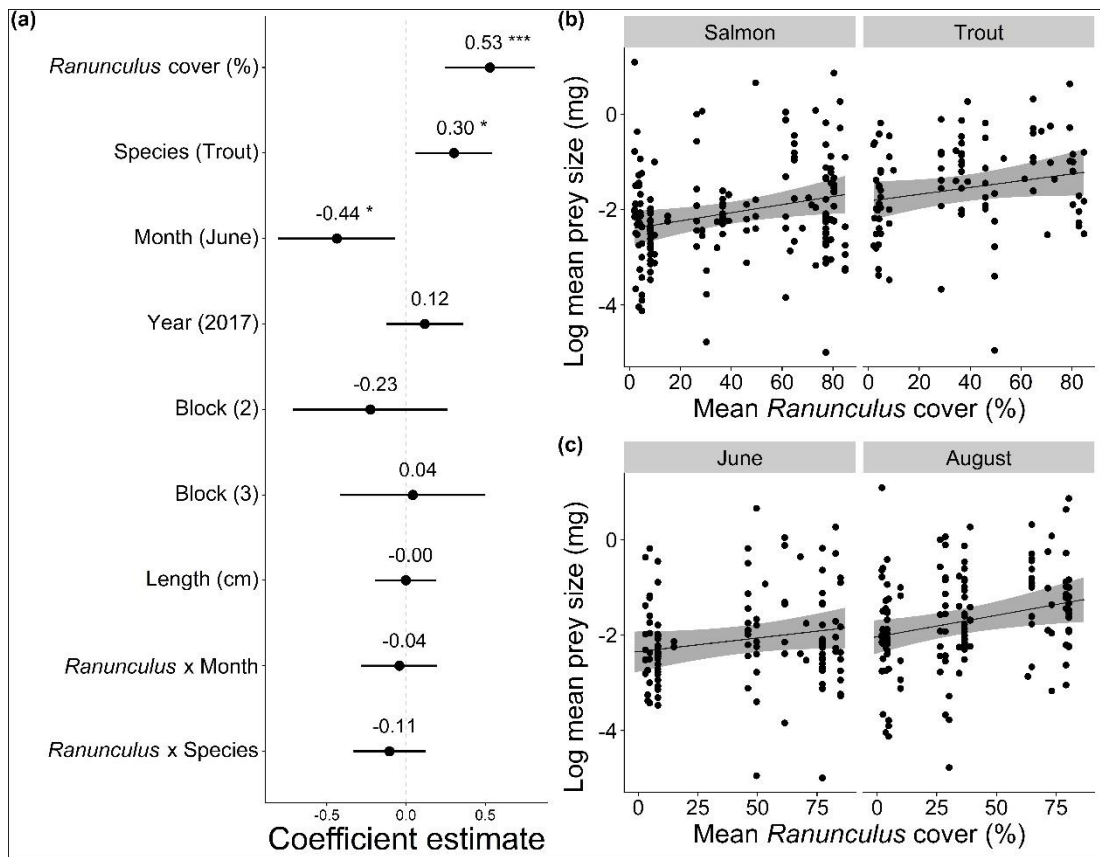 (a)
Ranunculus cover (%)
0.53 ***
Species (Trout)
0.30 *
Month (June)
-0.44 *
Year (2017)
0.12
Block (2)
-0.23
Block (3)
0.04
Length (cm)
-0.00
Ranunculus x Month
-0.04
Ranunculus x Species
-0.11
-0.5 0.0 0.5
Coefficient estimate
(b)
Salmon Trout
Log mean prey size (mg)
0
-2
-4
0 20 40 60 80 0 20 40 60 80
Mean Ranunculus cover (%)
(c)
June August
Log mean prey size (mg)
0
-2
-4
0 25 50 75 0 25 50 75
Mean Ranunculus cover (%)